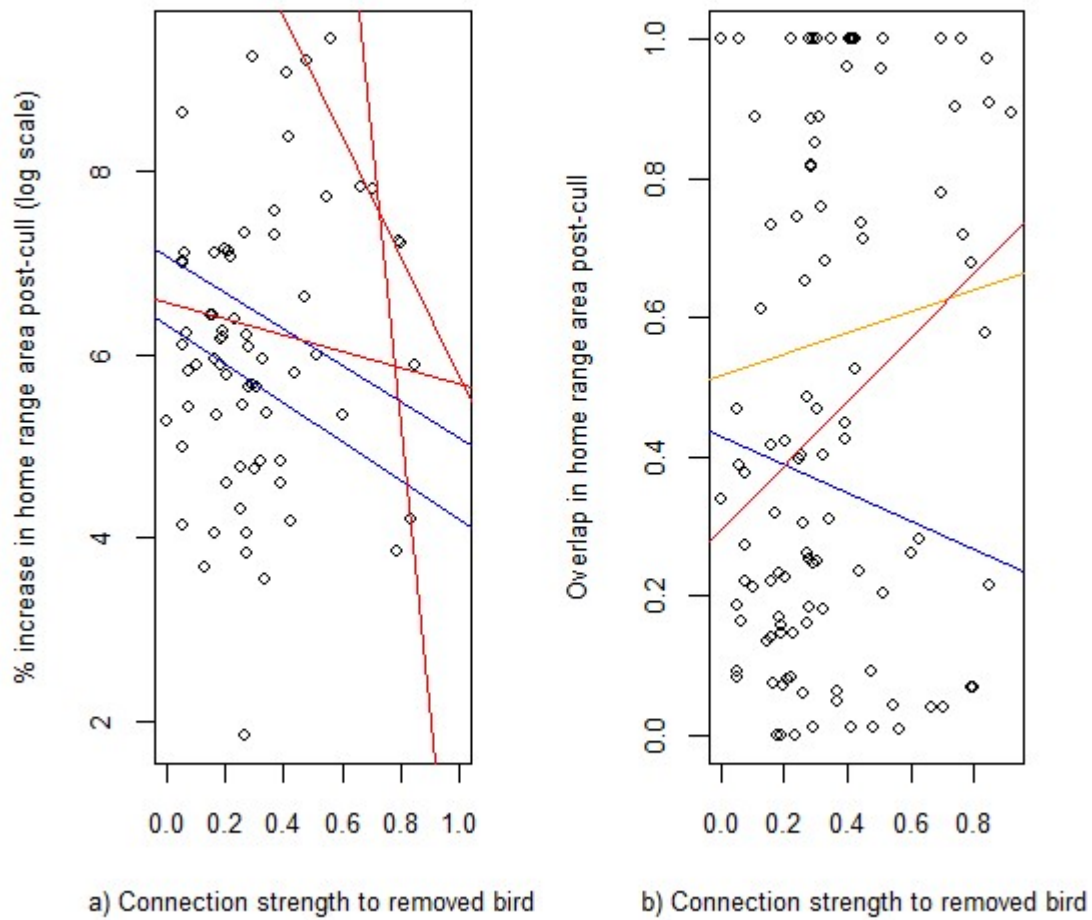 % increase in home range area post-cull (log scale)
8
6
4
2
0.0 0.2 0.4 0.6 0.8 1.0
a) Connection strength to removed bird
Overlap in home range area post-cull
1.0
0.8
0.6
0.4
0.2
0.0
0.0 0.2 0.4 0.6 0.8
b) Connection strength to removed bird